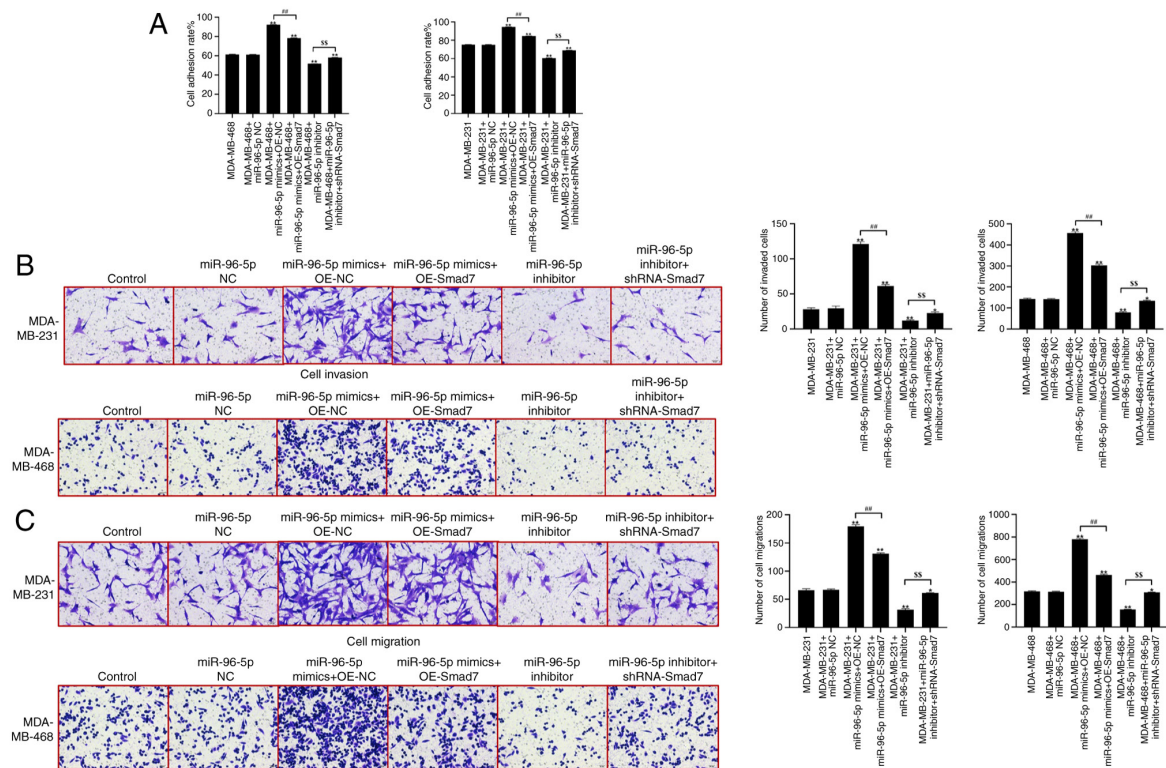 A
Cell adhesion rate%
100
80
60
40
20
0
##
**
**
$$
**
**
MDA-MB-468
MDA-MB-468+
miR-96-5p NC
MDA-MB-468+
miR-96-5p mimics+OE-NC
MDA-MB-468+
miR-96-5p mimics+OE-Smad7
MDA-MB-468+
miR-96-5p inhibitor
MDA-MB-468+miR-96-5p
inhibitor+shRNA-Smad7
Cell adhesion rate%
100
80
60
40
20
0
##
**
**
$$
**
**
MDA-MB-231
MDA-MB-231+
miR-96-5p NC
MDA-MB-231+
miR-96-5p mimics+OE-NC
MDA-MB-231+
miR-96-5p mimics+OE-Smad7
MDA-MB-231+
miR-96-5p inhibitor
MDA-MB-231+miR-96-5p
inhibitor+shRNA-Smad7
B
Control
miR-96-5p
NC
miR-96-5p mimics+
OE-NC
miR-96-5p mimics+
OE-Smad7
miR-96-5p
inhibitor
miR-96-5p
inhibitor+
shRNA-Smad7
MDA-
MB-231
Cell invasion
Control
miR-96-5p
NC
miR-96-5p mimics+
OE-NC
miR-96-5p mimics+
OE-Smad7
miR-96-5p
inhibitor
miR-96-5p
inhibitor+
shRNA-Smad7
MDA-
MB-468
Number of invaded cells
150
100
50
0
##
**
**
$$
**
*
MDA-MB-231
MDA-MB-231+
miR-96-5p NC
MDA-MB-231+
miR-96-5p mimics+OE-NC
MDA-MB-231+
miR-96-5p mimics+OE-Smad7
MDA-MB-231+
miR-96-5p inhibitor
MDA-MB-231+miR-96-5p
inhibitor+shRNA-Smad7
Number of invaded cells
500
400
300
200
100
0
##
**
**
$$
**
*
MDA-MB-468
MDA-MB-468+
miR-96-5p NC
MDA-MB-468+
miR-96-5p mimics+OE-NC
MDA-MB-468+
miR-96-5p mimics+OE-Smad7
MDA-MB-468+
miR-96-5p inhibitor
MDA-MB-468+miR-96-5p
inhibitor+shRNA-Smad7
C
Control
miR-96-5p
NC
miR-96-5p mimics+
OE-NC
miR-96-5p mimics+
OE-Smad7
miR-96-5p
inhibitor
miR-96-5p inhibitor+
shRNA-Smad7
MDA-
MB-231
Cell migration
Control
miR-96-5p
NC
miR-96-5p
mimics+OE-NC
miR-96-5p mimics+
OE-Smad7
miR-96-5p
inhibitor
miR-96-5p inhibitor+
shRNA-Smad7
MDA-
MB-468
Number of cell migrations
200
150
100
50
0
##
**
**
$$
**
*
MDA-MB-231
MDA-MB-231+
miR-96-5p NC
MDA-MB-231+
miR-96-5p mimics+OE-NC
MDA-MB-231+
miR-96-5p mimics+OE-Smad7
MDA-MB-231+
miR-96-5p inhibitor
MDA-MB-231+miR-96-5p
inhibitor+shRNA-Smad7
Number of cell migrations
1000
800
600
400
200
0
##
**
**
$$
**
*
MDA-MB-468
MDA-MB-468+
miR-96-5p NC
MDA-MB-468+
miR-96-5p mimics+OE-NC
MDA-MB-468+
miR-96-5p mimics+OE-Smad7
MDA-MB-468+
miR-96-5p inhibitor
MDA-MB-468+miR-96-5p
inhibitor+shRNA-Smad7